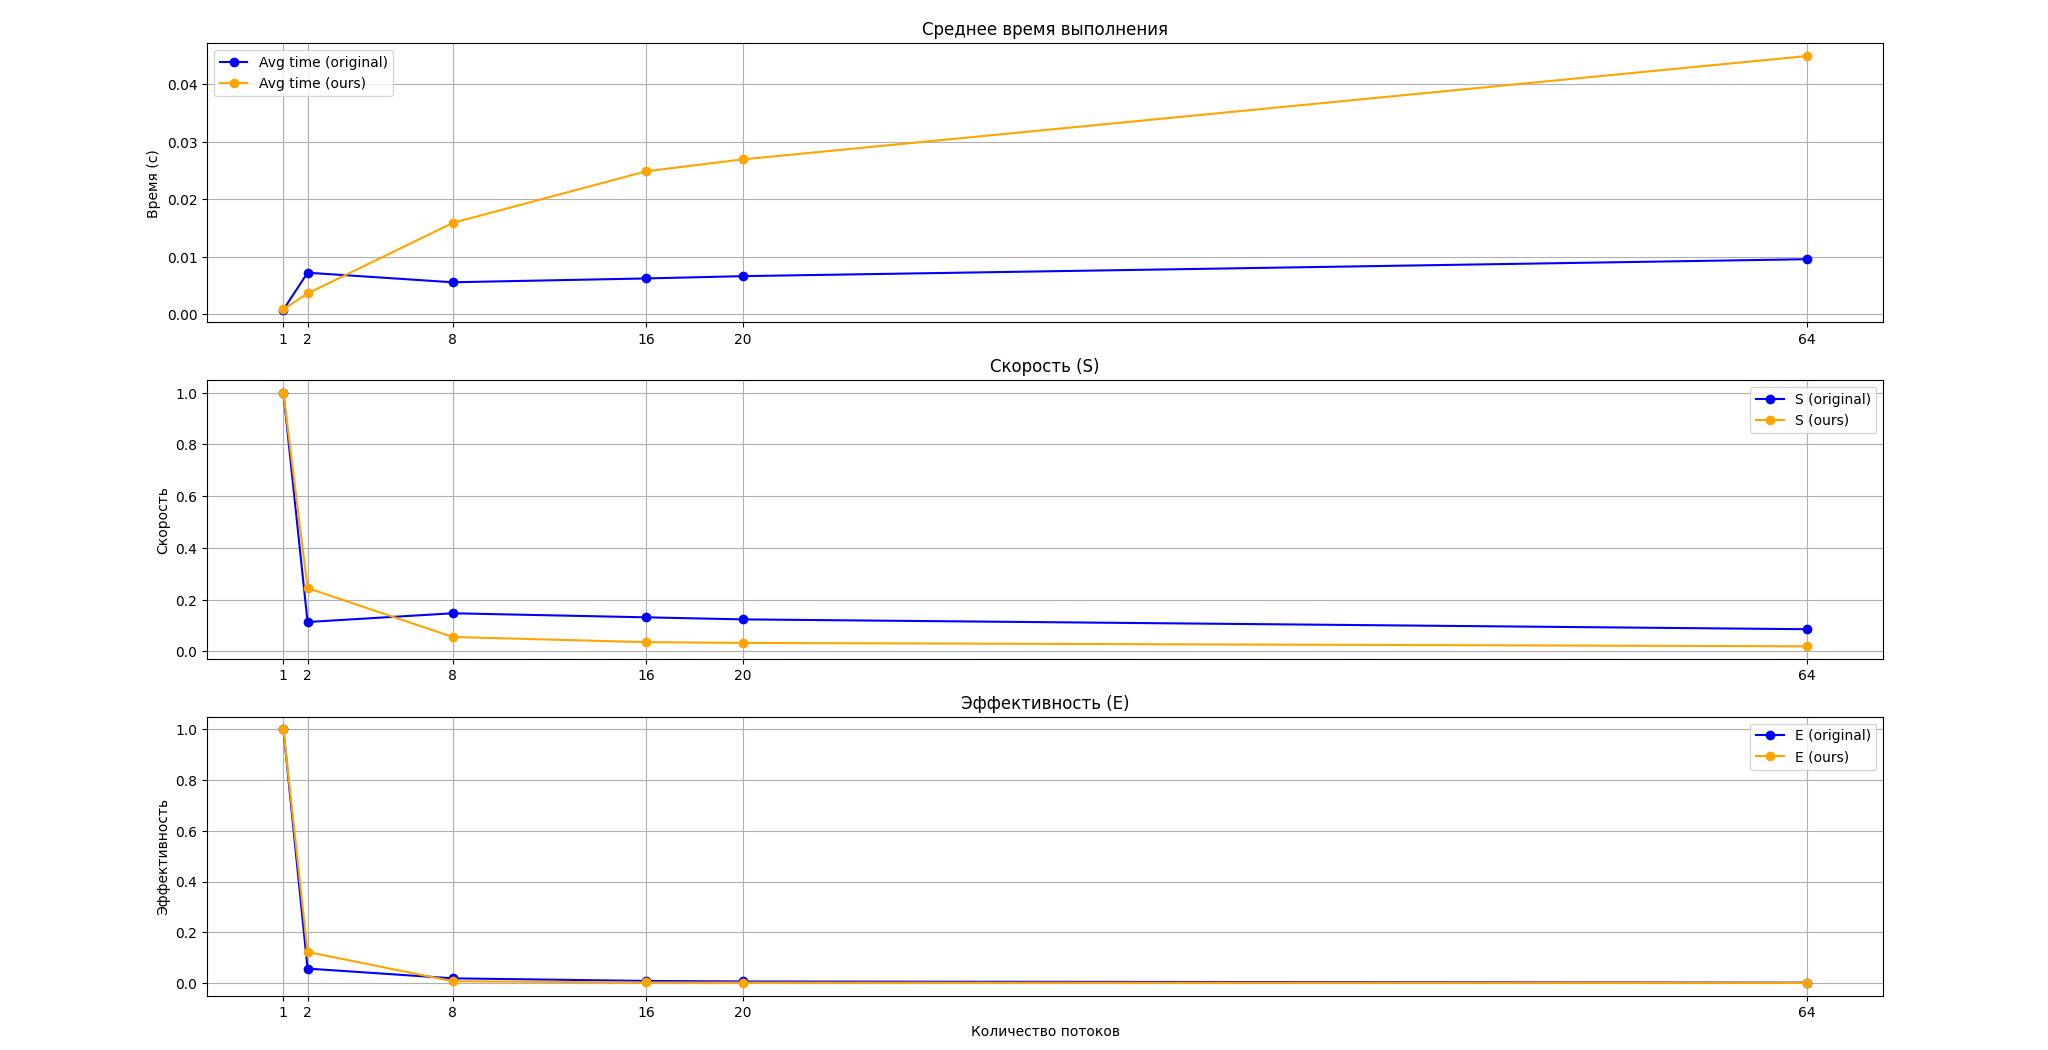 Среднее время выполнения
Avg time (original)
Avg time (ours)
0.04
0.03
0.02
0.01
0.00
Время (с)
1 2 8 16 20 64
Скорость (S)
S (original)
S (ours)
1.0
0.8
0.6
0.4
0.2
0.0
Скорость
1 2 8 16 20 64
Эффективность (E)
E (original)
E (ours)
1.0
0.8
0.6
0.4
0.2
0.0
Эффективность
1 2 8 16 20 64
Количество потоков